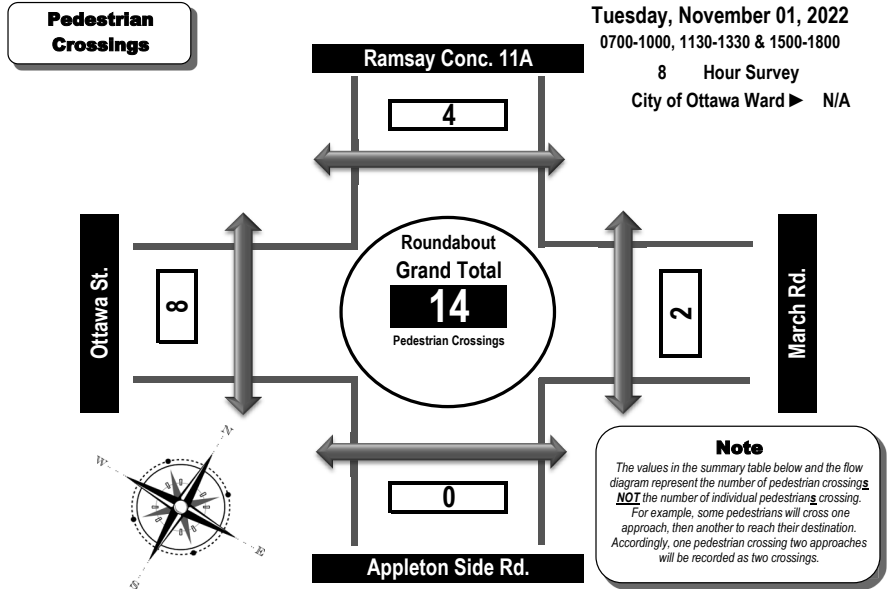 Pedestrian
Crossings
Tuesday, November 01, 2022
0700-1000, 1130-1330 & 1500-1800
8 Hour Survey
City of Ottawa Ward ► N/A
Ramsay Conc. 11A
4
Ottawa St.
8
Roundabout
Grand Total
14
Pedestrian Crossings
2
March Rd.
N
W
E
S
0
Appleton Side Rd.
Note
The values in the summary table below and the flow
diagram represent the number of pedestrian crossings
NOT the number of individual pedestrians crossing.
For example, some pedestrians will cross one
approach, then another to reach their destination.
Accordingly, one pedestrian crossing two approaches
will be recorded as two crossings.